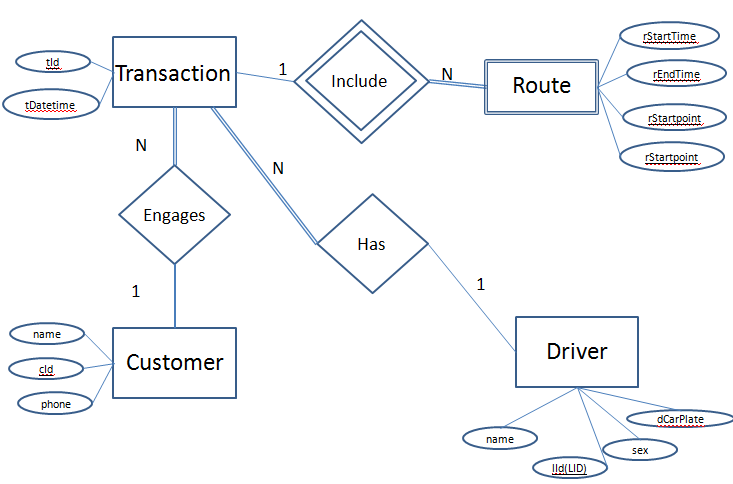 rStartTime
tId
Transaction
1
Include
N
Route
rEndTime
tDatetime
rStartpoint
N
N
rStartpoint
Engages
Has
1
1
name
Customer
Driver
cId
phone
dCarPlate
name
sex
lId(LID)